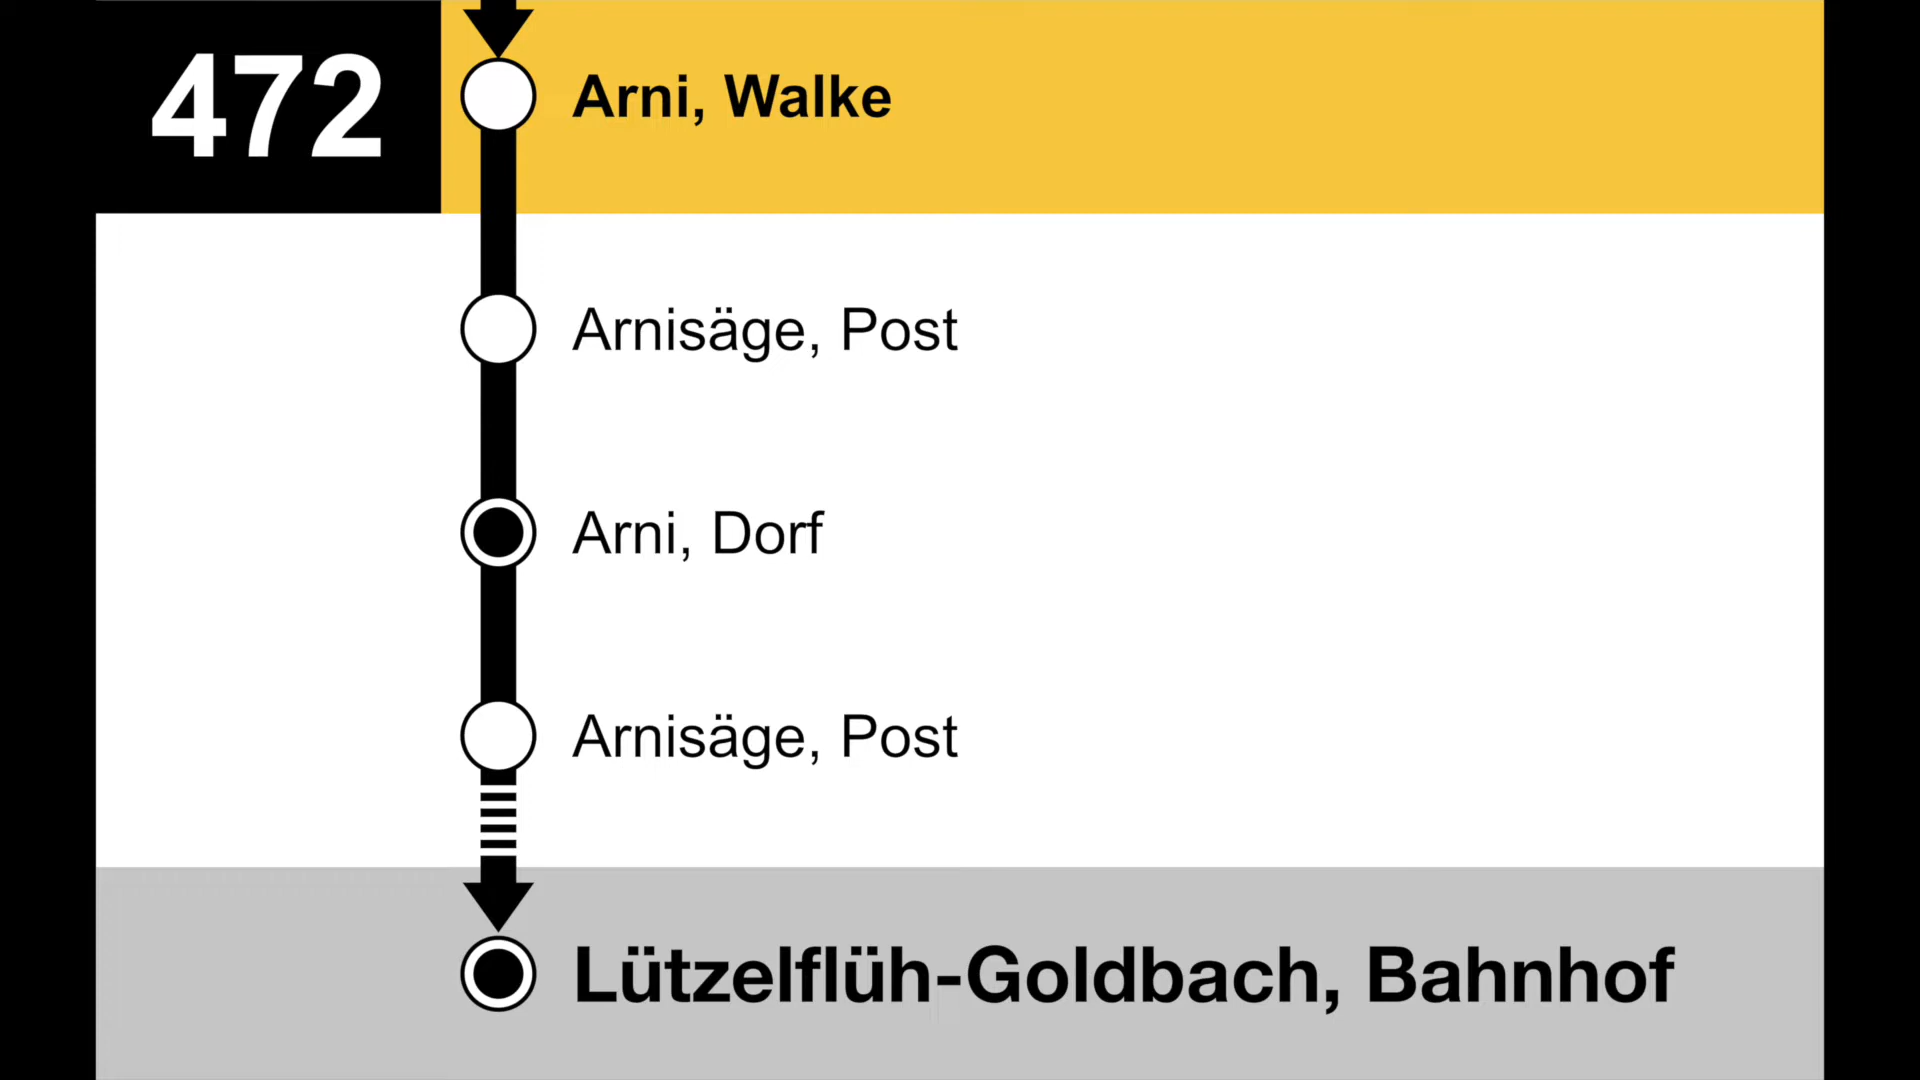 472
Arni, Walke
Arnisäge, Post
Arni, Dorf
Arnisäge, Post
Lützelflüh-Goldbach, Bahnhof